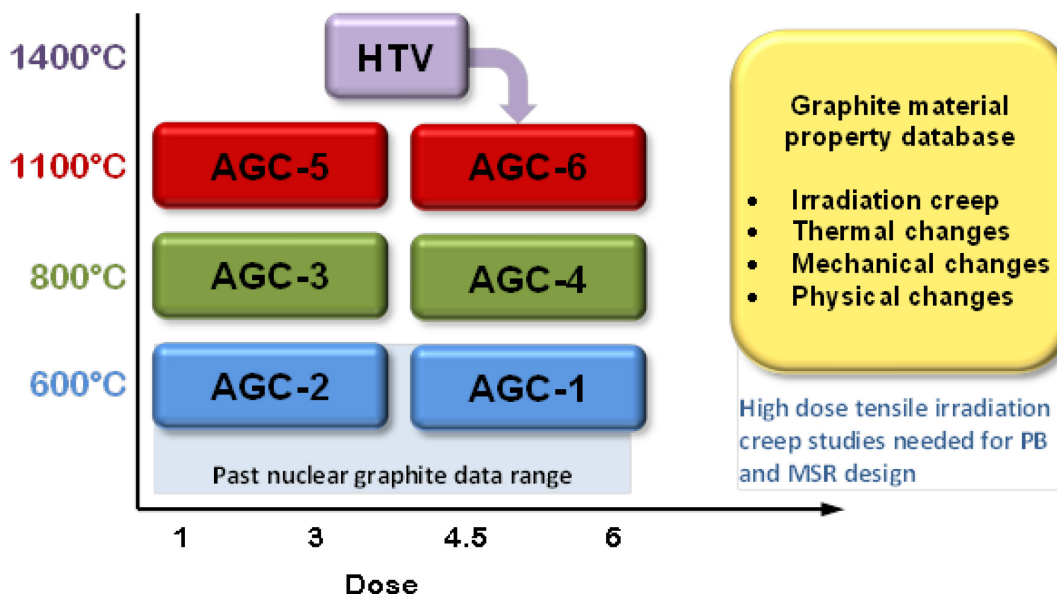 1400°C
HTV
1100°C
AGC-5
AGC-6
800°C
AGC-3
AGC-4
600°C
AGC-2
AGC-1
Past nuclear graphite data range
1
3
4.5
6
Dose
Graphite material
property database
• Irradiation creep
• Thermal changes
• Mechanical changes
• Physical changes
High dose tensile irradiation
creep studies needed for PB
and MSR design